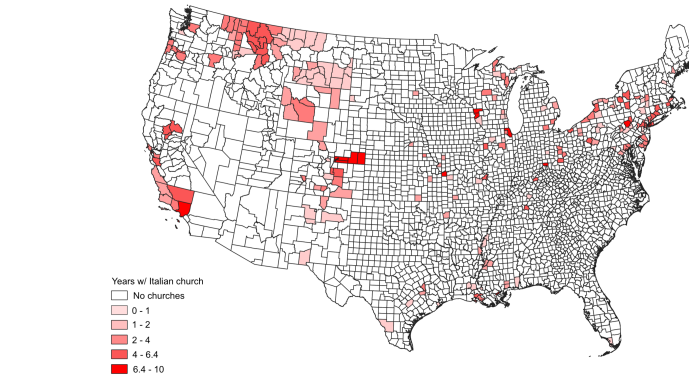 Years w/ Italian church
No churches
0 - 1
1 - 2
2 - 4
4 - 6.4
6.4 - 10